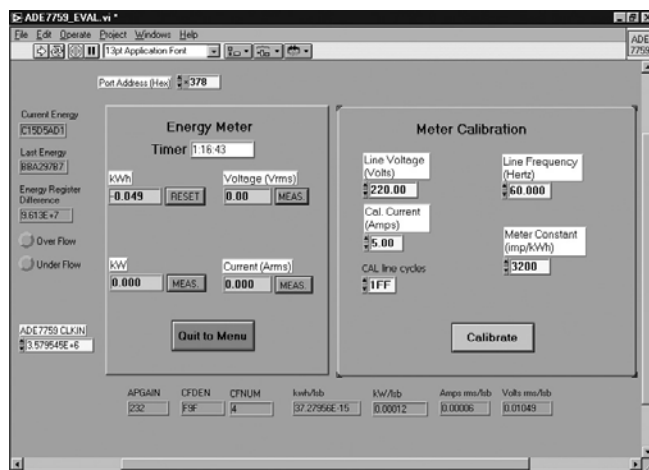 ADE7759_EVAL.vi *
File Edit Operate Project Windows Help
13pt Application Font
ADE
7759
Port Address (Hex) 378
Current Energy
C15D5AD1
Last Energy
BBA297B7
Energy Register
Difference
9.613E+7
Over Flow
Under Flow
ADE7759 CLKIN
3.579545E+6
Energy Meter
Timer 1:16:43
kWh
-0.049 RESET
Voltage (Vrms)
0.00 MEAS.
kW
0.000 MEAS.
Current (Arms)
0.000 MEAS.
Quit to Menu
Meter Calibration
Line Voltage
(Volts)
220.00
Line Frequency
(Hertz)
60.000
Cal. Current
(Amps)
5.00
Meter Constant
(imp/kWh)
3200
CAL line cycles
1FF
Calibrate
APGAIN CFDEN CFNUM kwh/lsb kW/lsb Amps rms/lsb Volts rms/lsb
232 F9F 4 37.27956E-15 0.00012 0.00006 0.01049